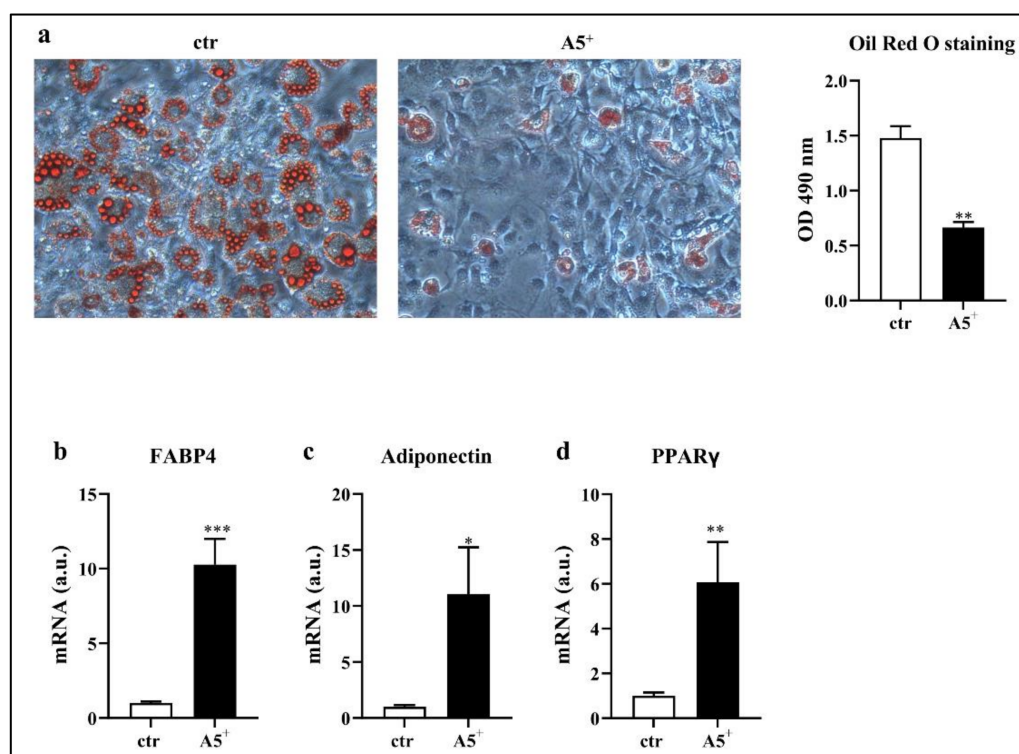 a
ctr
A5⁺
Oil Red O staining
OD 490 nm
2.0
1.5
1.0
0.5
0.0
**
ctr
A5⁺
b
FABP4
mRNA (a.u.)
15
10
5
0
***
ctr
A5⁺
c
Adiponectin
mRNA (a.u.)
20
15
10
5
0
*
ctr
A5⁺
d
PPARγ
mRNA (a.u.)
10
8
6
4
2
0
**
ctr
A5⁺